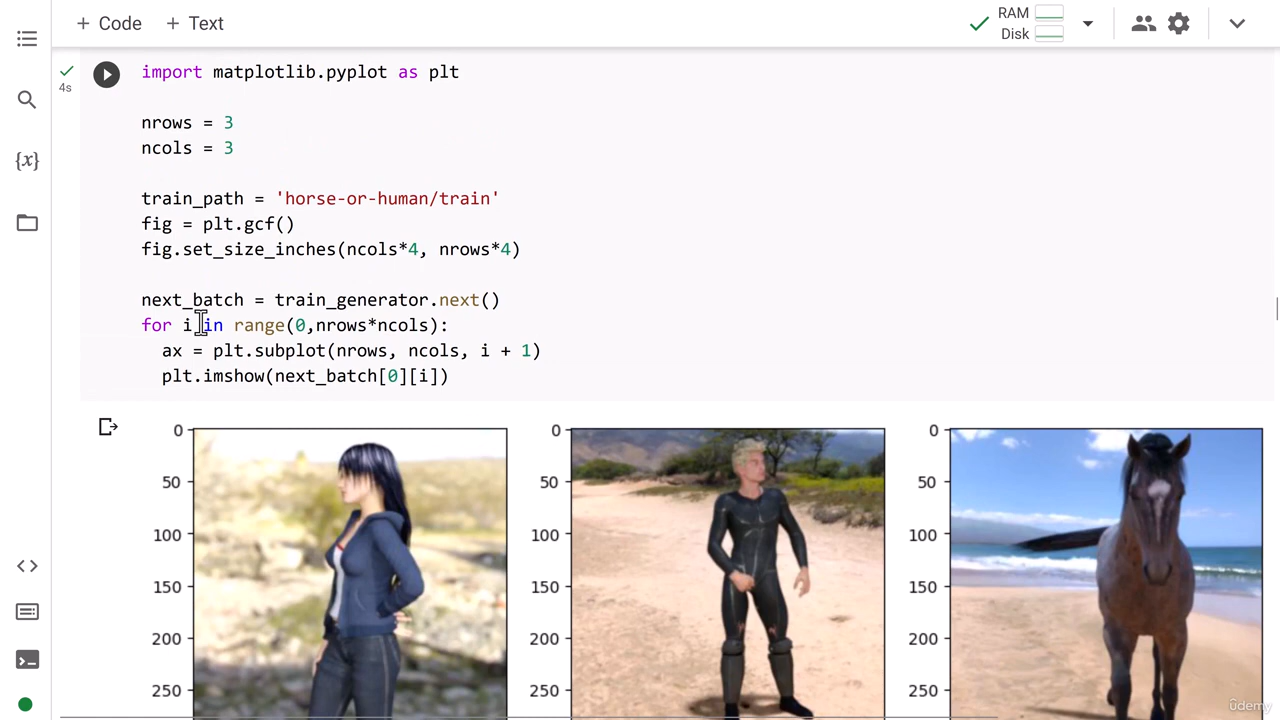 + Code + Text
RAM
Disk
{x}
4s
import matplotlib.pyplot as plt
nrows = 3
ncols = 3
train_path = 'horse-or-human/train'
fig = plt.gcf()
fig.set_size_inches(ncols*4, nrows*4)
next_batch = train_generator.next()
for i in range(0,nrows*ncols):
ax = plt.subplot(nrows, ncols, i + 1)
plt.imshow(next_batch[0][i])
0 0 0
50 50 50
100 100 100
150 150 150
200 200 200
250 250 250
ûdemy